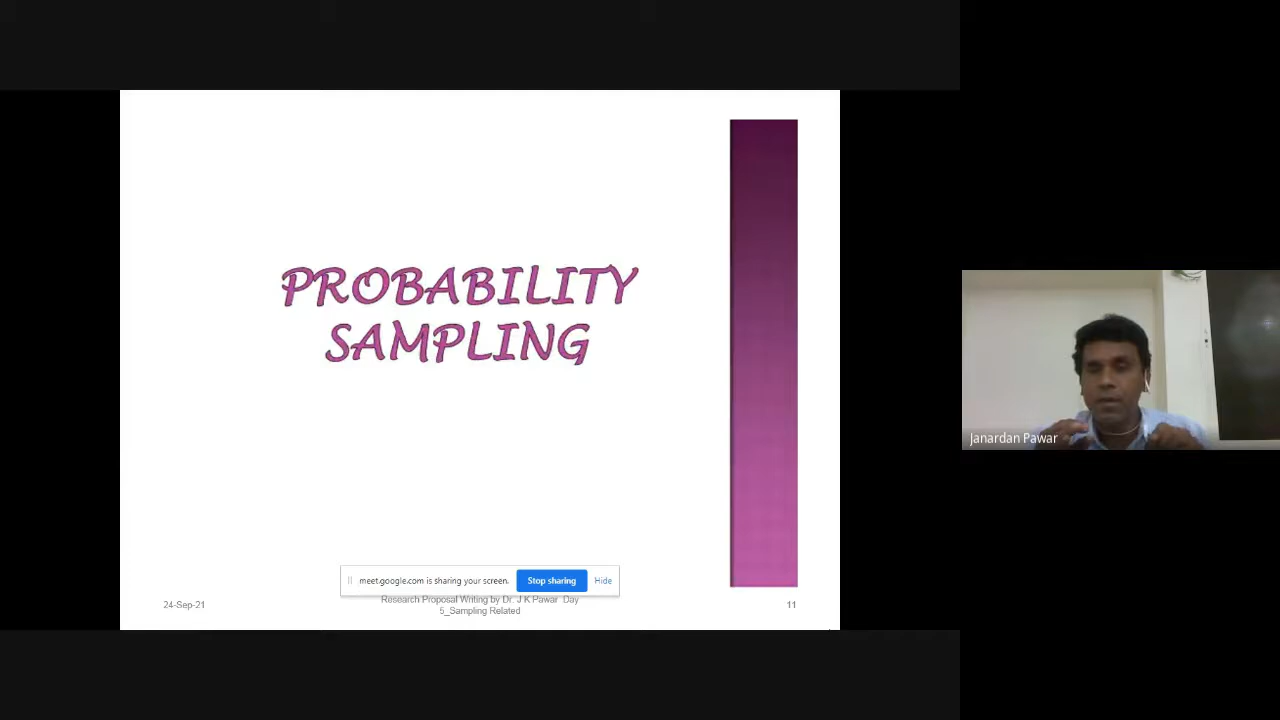 PROBABILITY
SAMPLING
meet.google.com is sharing your screen.
Stop sharing
Hide
24-Sep-21
Research Proposal Writing by Dr. J K Pawar Day
5_Sampling Related
11
Janardan Pawar